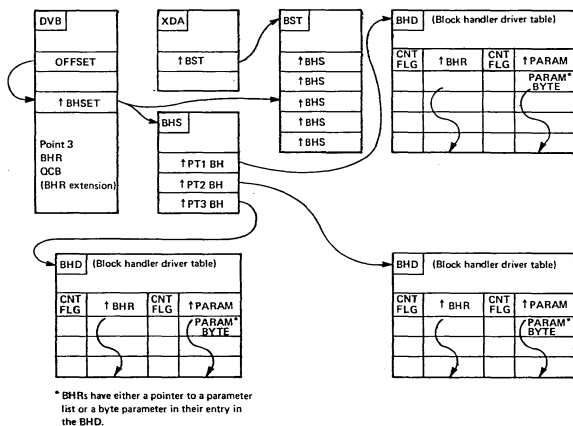 DVB
OFFSET
↑ BHSET
Point 3
BHR
QCB
(BHR extension)
XDA
↑ BST
BST
↑ BHS
↑ BHS
↑ BHS
↑ BHS
↑ BHS
BHS
↑ PT1 BH
↑ PT2 BH
↑ PT3 BH
BHD (Block handler driver table)
CNT FLG ↑ BHR CNT FLG ↑ PARAM
PARAM*
BYTE
BHD (Block handler driver table)
CNT FLG ↑ BHR CNT FLG ↑ PARAM
PARAM*
BYTE
BHD (Block handler driver table)
CNT FLG ↑ BHR CNT FLG ↑ PARAM
PARAM*
BYTE
* BHRs have either a pointer to a parameter
list or a byte parameter in their entry in
the BHD.